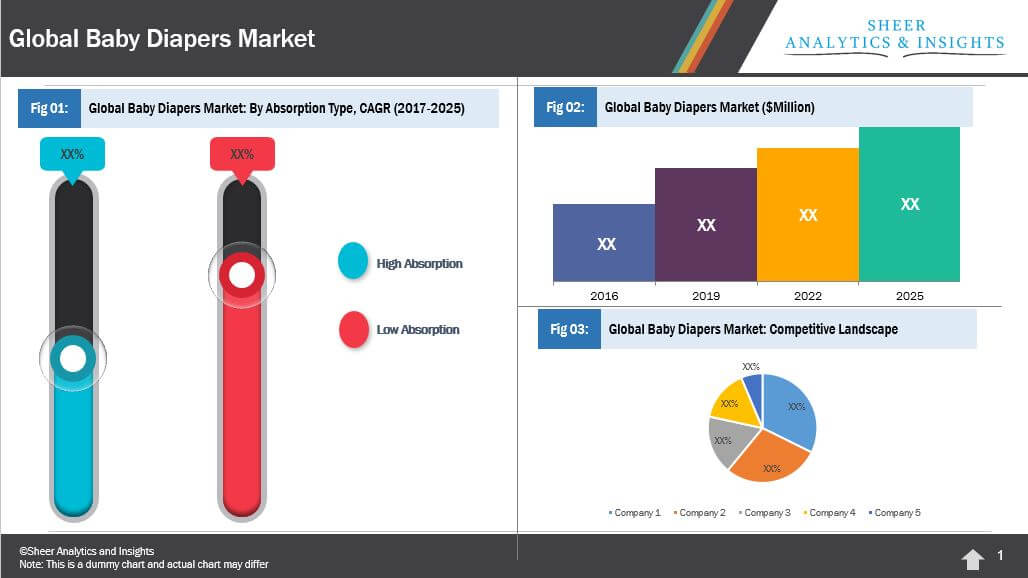 Global Baby Diapers Market
SHEER
ANALYTICS & INSIGHTS
Fig 01:
Global Baby Diapers Market: By Absorption Type, CAGR (2017-2025)
XX%
XX%
High Absorption
Low Absorption
Fig 02:
Global Baby Diapers Market ($Million)
XX
XX
XX
XX
2016
2019
2022
2025
Fig 03:
Global Baby Diapers Market: Competitive Landscape
XX%
XX%
XX%
XX%
XX%
Company 1
Company 2
Company 3
Company 4
Company 5
©Sheer Analytics and Insights
Note: This is a dummy chart and actual chart may differ
1